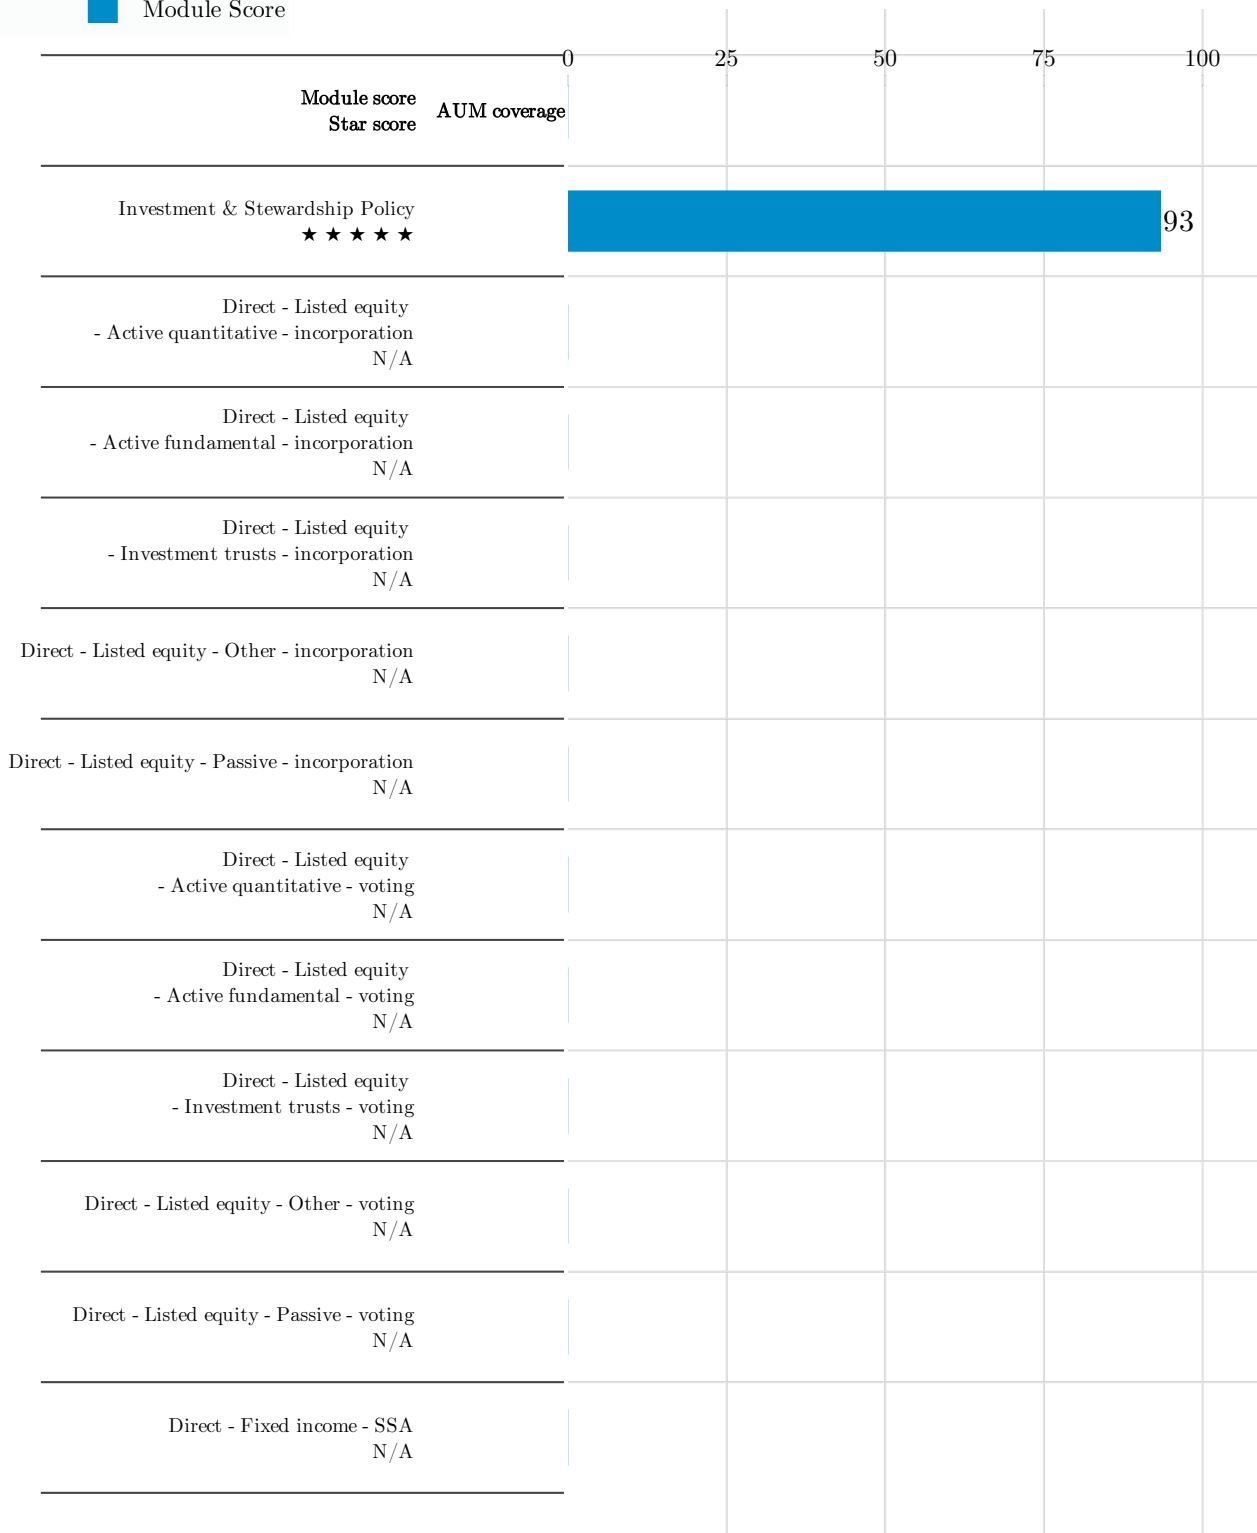 Module Score
0 25 50 75 100
Module score
Star score
AUM coverage
Investment & Stewardship Policy
★ ★ ★ ★ ★
93
Direct - Listed equity
- Active quantitative - incorporation
N/A
Direct - Listed equity
- Active fundamental - incorporation
N/A
Direct - Listed equity
- Investment trusts - incorporation
N/A
Direct - Listed equity - Other - incorporation
N/A
Direct - Listed equity - Passive - incorporation
N/A
Direct - Listed equity
- Active quantitative - voting
N/A
Direct - Listed equity
- Active fundamental - voting
N/A
Direct - Listed equity
- Investment trusts - voting
N/A
Direct - Listed equity - Other - voting
N/A
Direct - Listed equity - Passive - voting
N/A
Direct - Fixed income - SSA
N/A